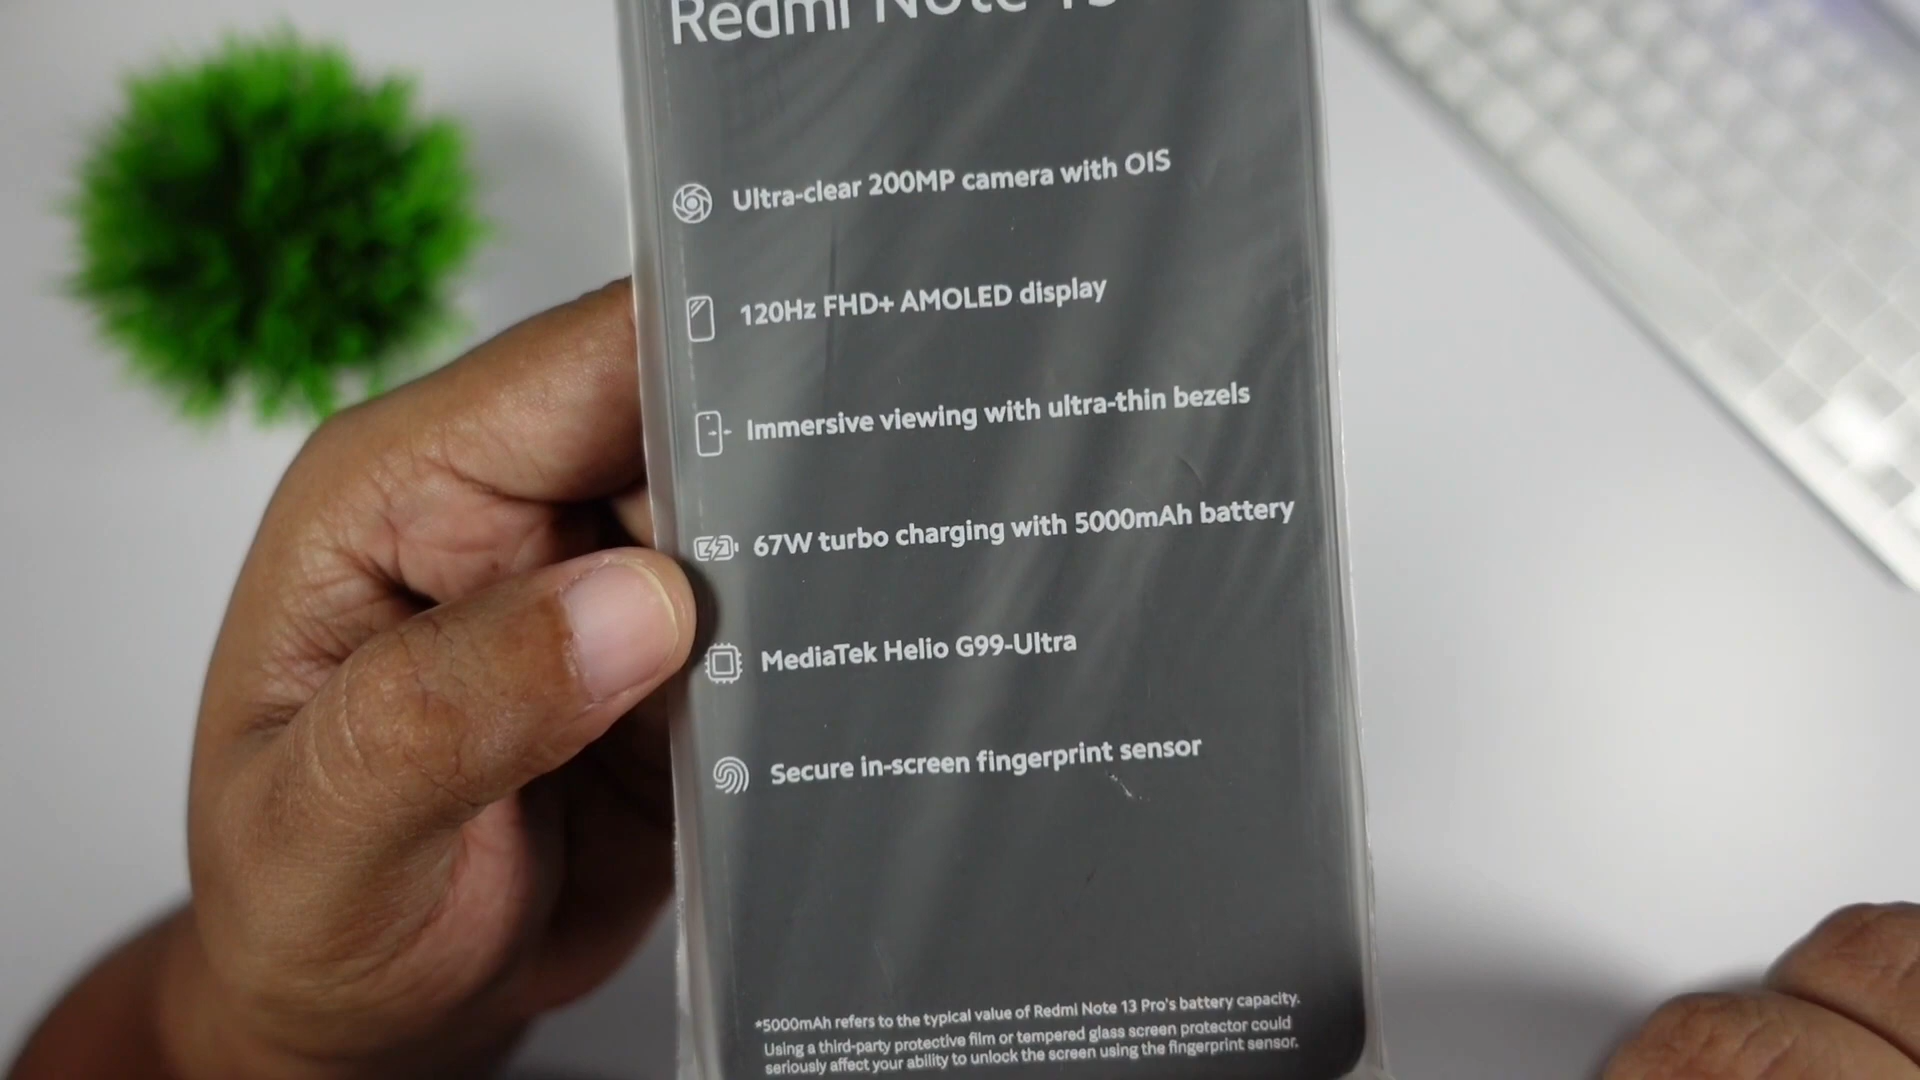 Redmi Note 13
Ultra-clear 200MP camera with OIS
120Hz FHD+ AMOLED display
Immersive viewing with ultra-thin bezels
67W turbo charging with 5000mAh battery
MediaTek Helio G99-Ultra
Secure in-screen fingerprint sensor
*5000mAh refers to the typical value of Redmi Note 13 Pro's battery capacity.
Using a third-party protective film or tempered glass screen protector could
seriously affect your ability to unlock the screen using the fingerprint sensor.